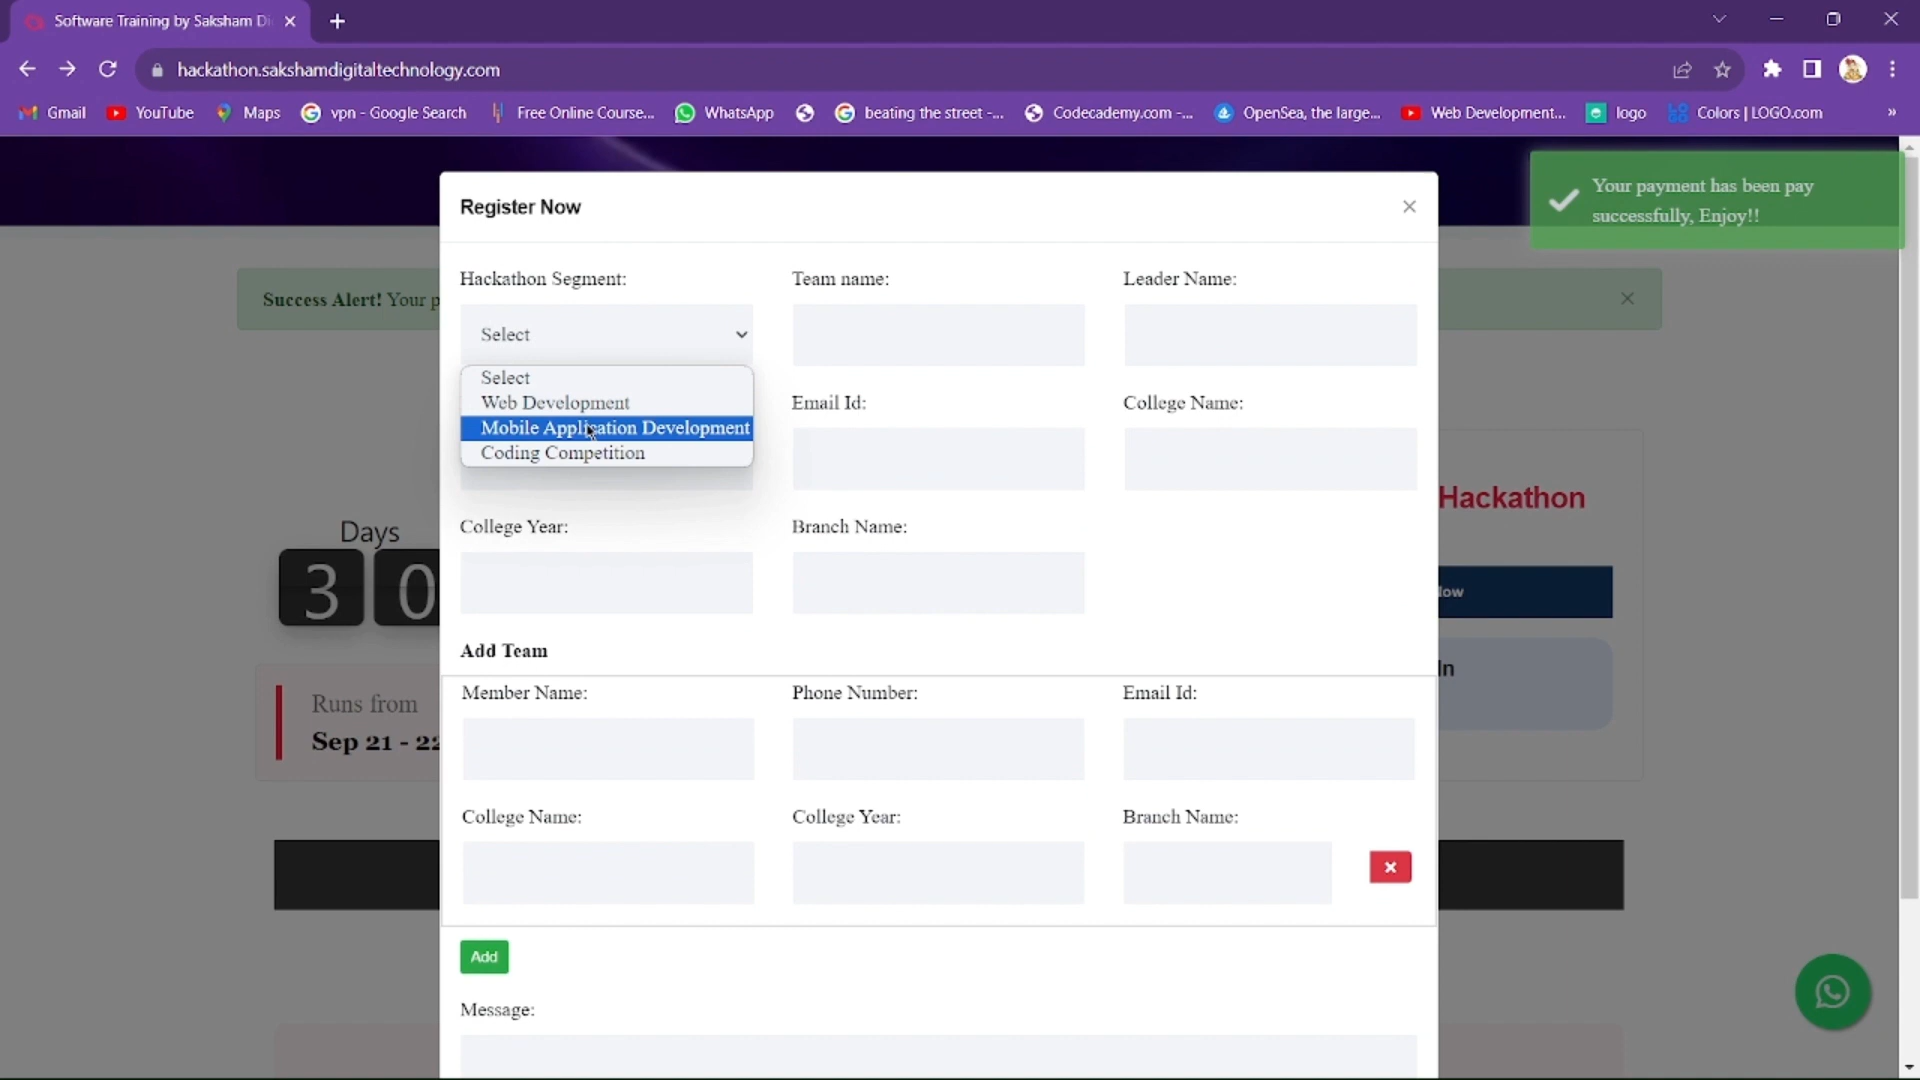 Software Training by Saksham Di
hackathon.sakshamdigitaltechnology.com
Gmail YouTube Maps vpn - Google Search Free Online Course... WhatsApp beating the street -... Codecademy.com -... OpenSea, the large... Web Development... logo Colors | LOGO.com »
Your payment has been pay
successfully, Enjoy!!
Register Now
Success Alert! Your p
Hackathon Segment: Team name: Leader Name:
Select
Select
Web Development
Mobile Application Development
Coding Competition
Email Id: College Name:
Hackathon
College Year: Branch Name:
Days
3 0
low
Add Team
In
Member Name: Phone Number: Email Id:
Runs from
Sep 21 - 22
College Name: College Year: Branch Name:
Add
Message: